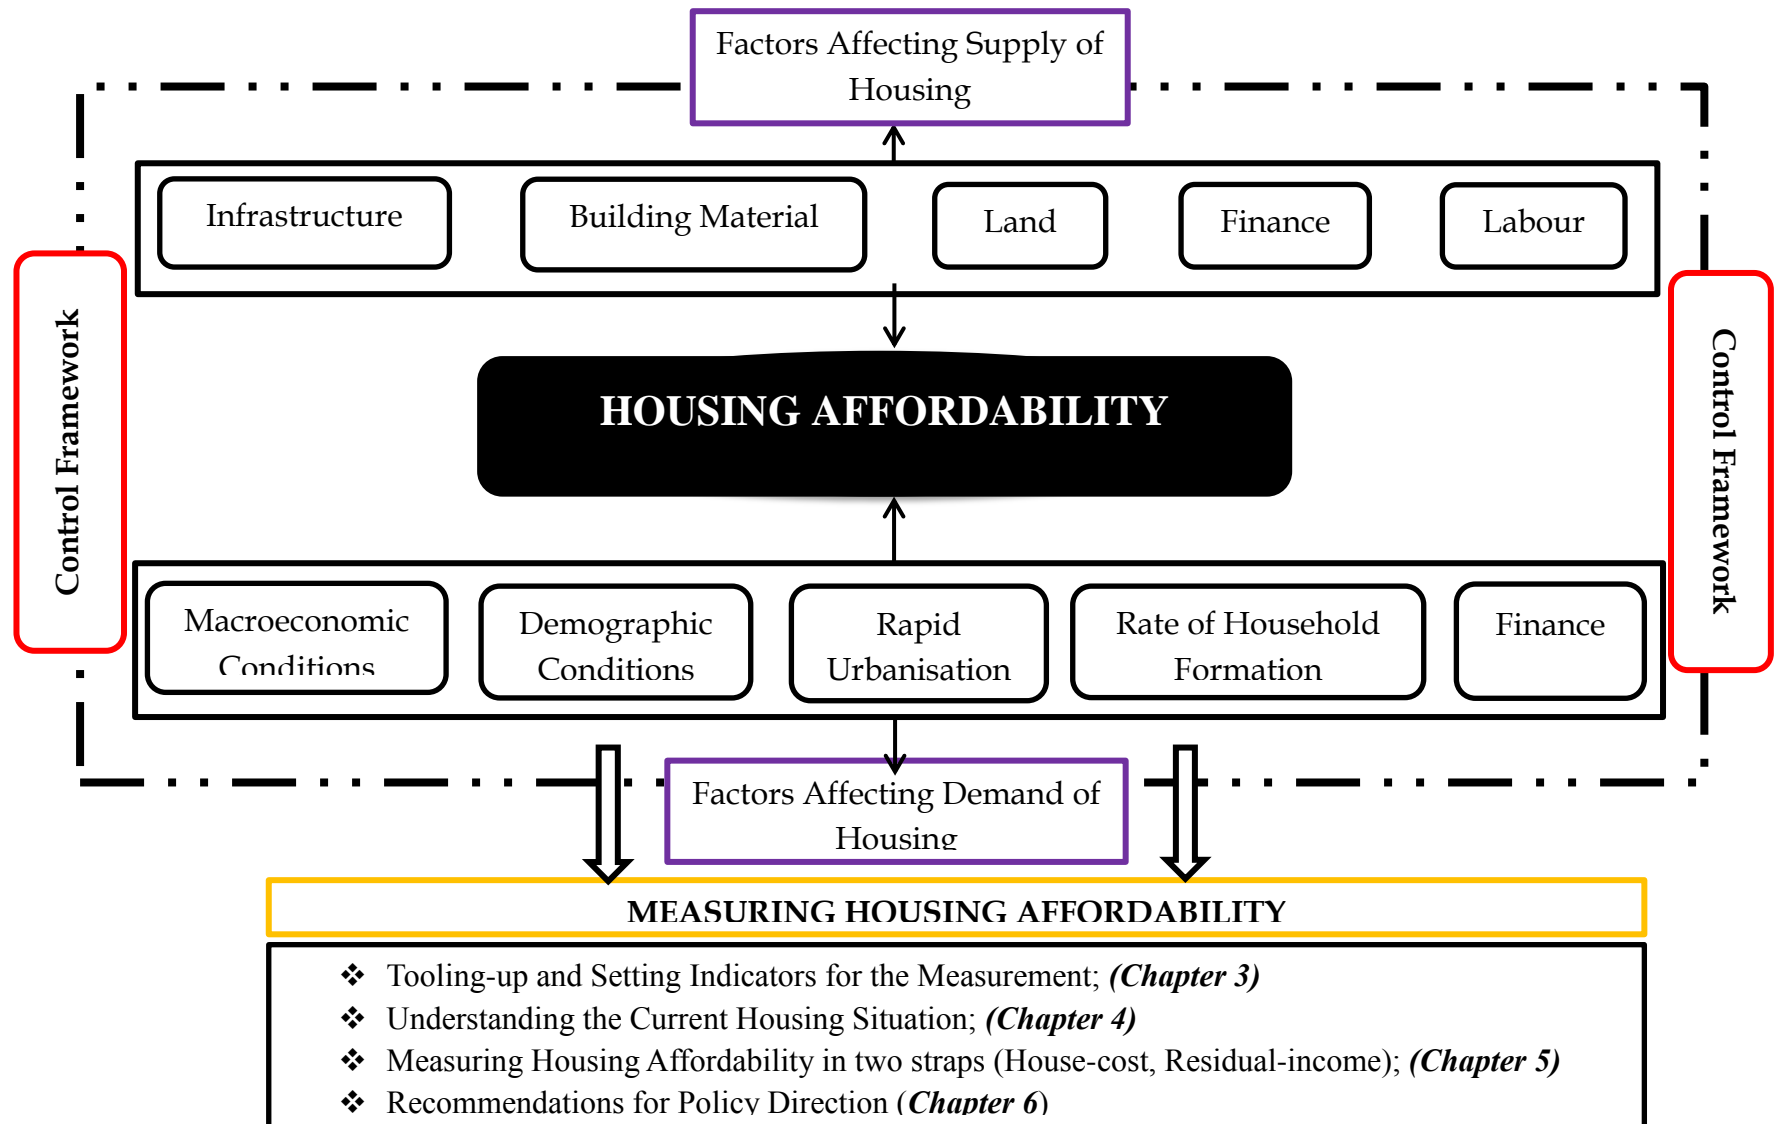 Factors Affecting Supply of
Housing
Infrastructure
Building Material
Land
Finance
Labour
Control Framework
HOUSING AFFORDABILITY
Control Framework
Macroeconomic
Conditions
Demographic
Conditions
Rapid
Urbanisation
Rate of Household
Formation
Finance
Factors Affecting Demand of
Housing
MEASURING HOUSING AFFORDABILITY
❖ Tooling-up and Setting Indicators for the Measurement; (Chapter 3)
❖ Understanding the Current Housing Situation; (Chapter 4)
❖ Measuring Housing Affordability in two straps (House-cost, Residual-income); (Chapter 5)
❖ Recommendations for Policy Direction (Chapter 6)